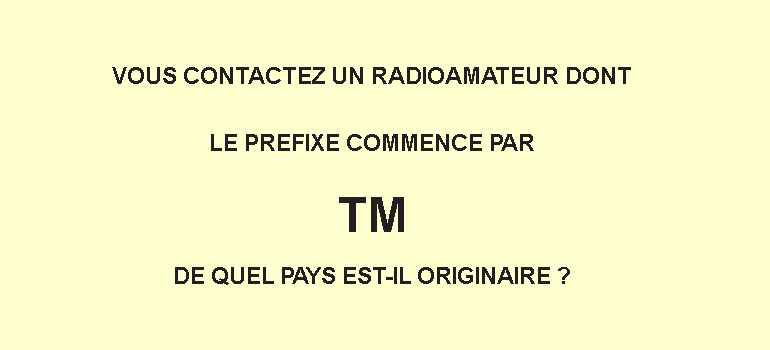 VOUS CONTACTEZ UN RADIOAMATEUR DONT
LE PREFIXE COMMENCE PAR
TM
DE QUEL PAYS EST-IL ORIGINAIRE ?